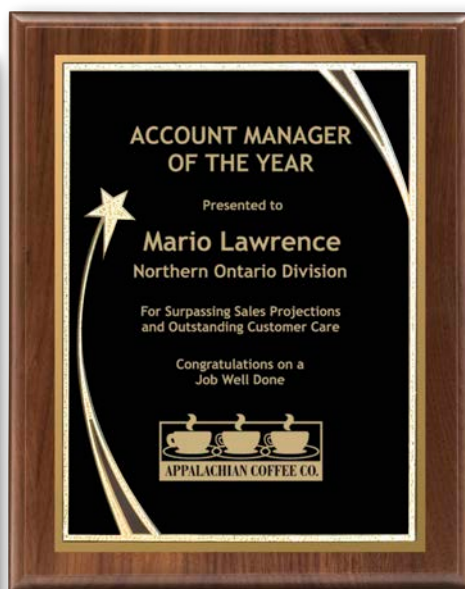 ACCOUNT MANAGER
OF THE YEAR
Presented to
Mario Lawrence
Northern Ontario Division
For Surpassing Sales Projections
and Outstanding Customer Care
Congratulations on a
Job Well Done
APPALACHIAN COFFEE CO.